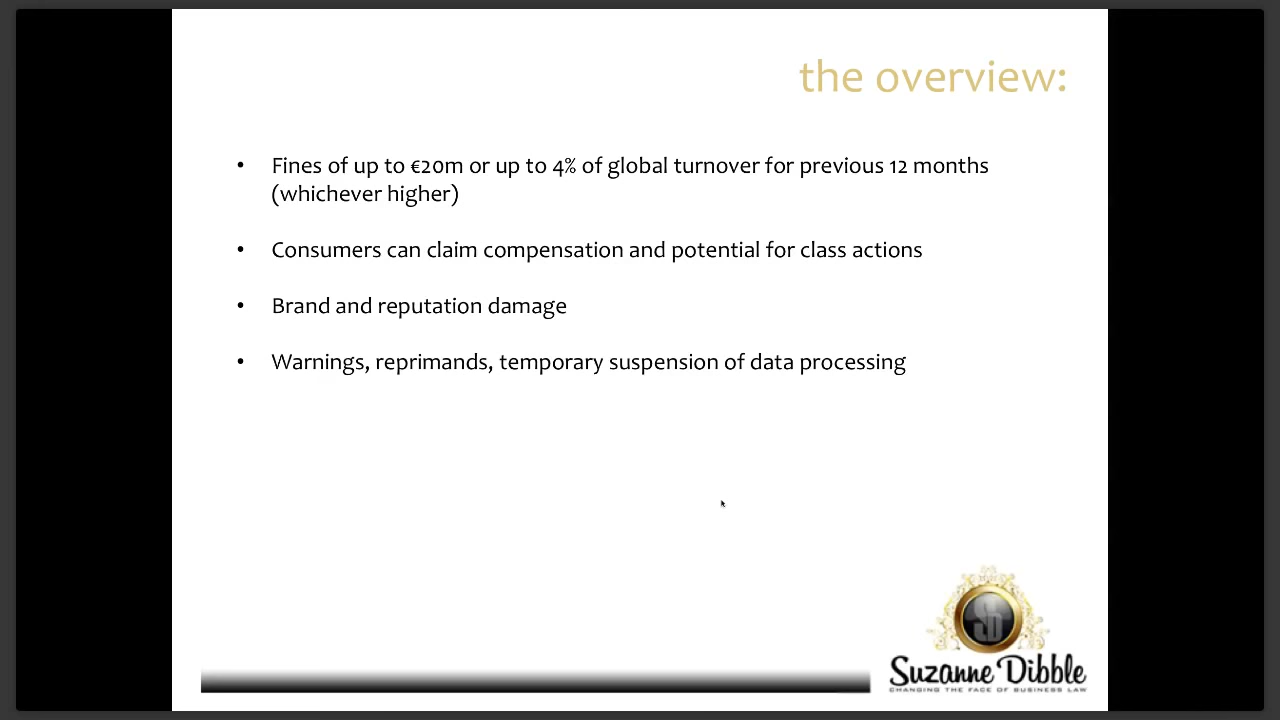 the overview:
• Fines of up to €20m or up to 4% of global turnover for previous 12 months
(whichever higher)
• Consumers can claim compensation and potential for class actions
• Brand and reputation damage
• Warnings, reprimands, temporary suspension of data processing
SD
Suzanne Dibble
CHANGING THE FACE OF BUSINESS LAW